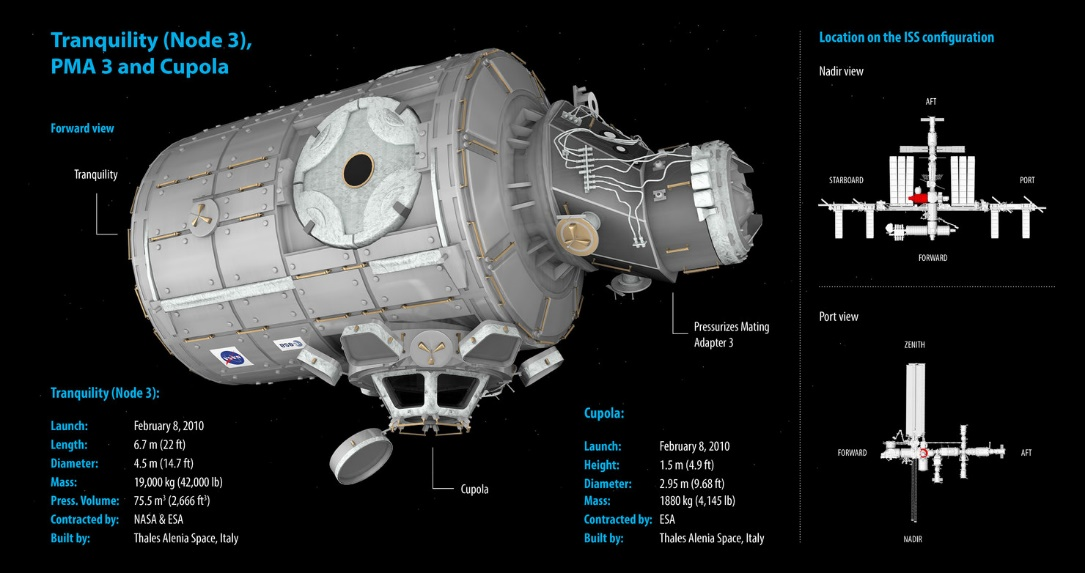 Tranquility (Node 3),
PMA 3 and Cupola
Forward view
Tranquility
NASA
esa
Pressurizes Mating
Adapter 3
Cupola
Tranquility (Node 3):
Launch: February 8, 2010
Length: 6.7 m (22 ft)
Diameter: 4.5 m (14.7 ft)
Mass: 19,000 kg (42,000 lb)
Press. Volume: 75.5 m³ (2,666 ft³)
Contracted by: NASA & ESA
Built by: Thales Alenia Space, Italy
Cupola:
Launch: February 8, 2010
Height: 1.5 m (4.9 ft)
Diameter: 2.95 m (9.68 ft)
Mass: 1880 kg (4,145 lb)
Contracted by: ESA
Built by: Thales Alenia Space, Italy
Location on the ISS configuration
Nadir view
AFT
STARBOARD
PORT
FORWARD
Port view
ZENITH
FORWARD
AFT
NADIR